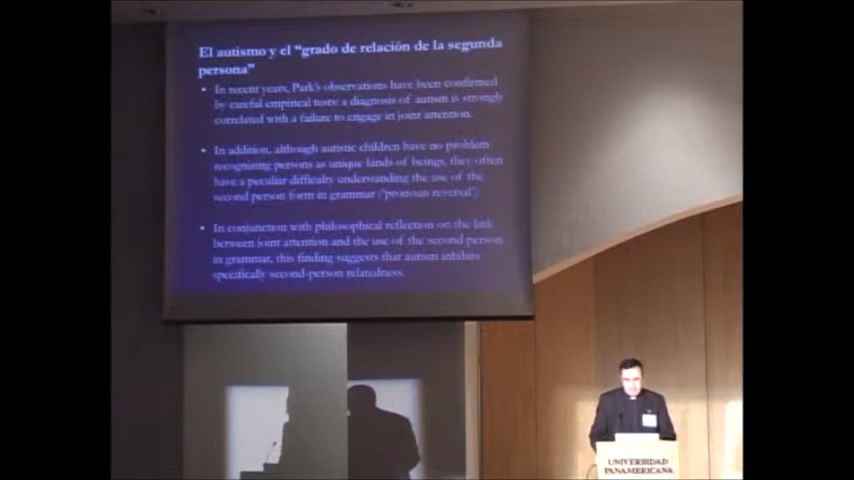 El autismo y el “grado de relación de la segunda
persona”
• In recent years, Park's observations have been confirmed
by careful empirical tests: a diagnosis of autism is strongly
correlated with a failure to engage in joint attention.
• In addition, although autistic children have no problem
recognizing persons as unique kinds of beings, they often
have a peculiar difficulty understanding the use of the
second person form in grammar ('pronoun reversal')
• In conjunction with philosophical reflection on the link
between joint attention and the use of the second person
in grammar, this finding suggests that autism inhibits
specifically second-person relatedness.
UNIVERSIDAD
PANAMERICANA